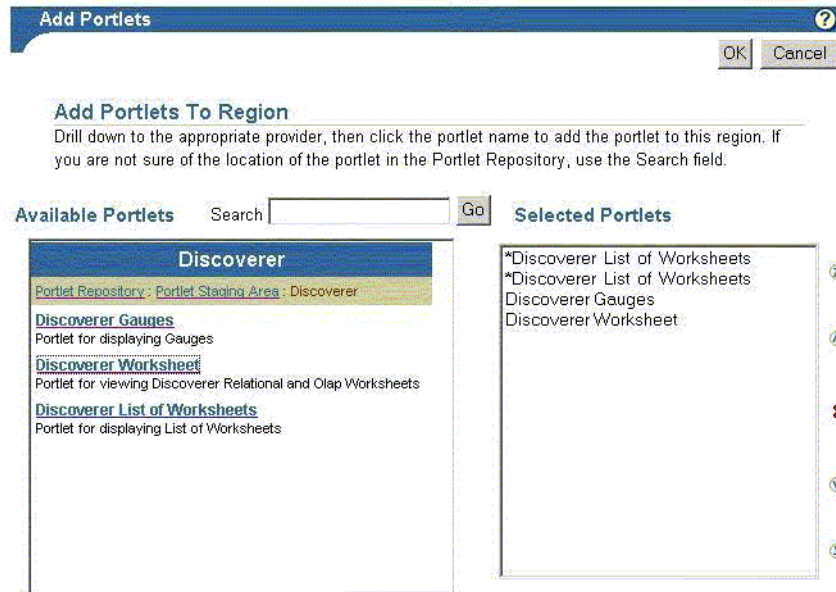 Add Portlets
?
OK Cancel
Add Portlets To Region
Drill down to the appropriate provider, then click the portlet name to add the portlet to this region. If
you are not sure of the location of the portlet in the Portlet Repository, use the Search field.
Available Portlets Search Go Selected Portlets
Discoverer
Portlet Repository : Portlet Staging Area : Discoverer
Discoverer Gauges
Portlet for displaying Gauges
Discoverer Worksheet
Portlet for viewing Discoverer Relational and Olap Worksheets
Discoverer List of Worksheets
Portlet for displaying List of Worksheets
*Discoverer List of Worksheets
*Discoverer List of Worksheets
Discoverer Gauges
Discoverer Worksheet